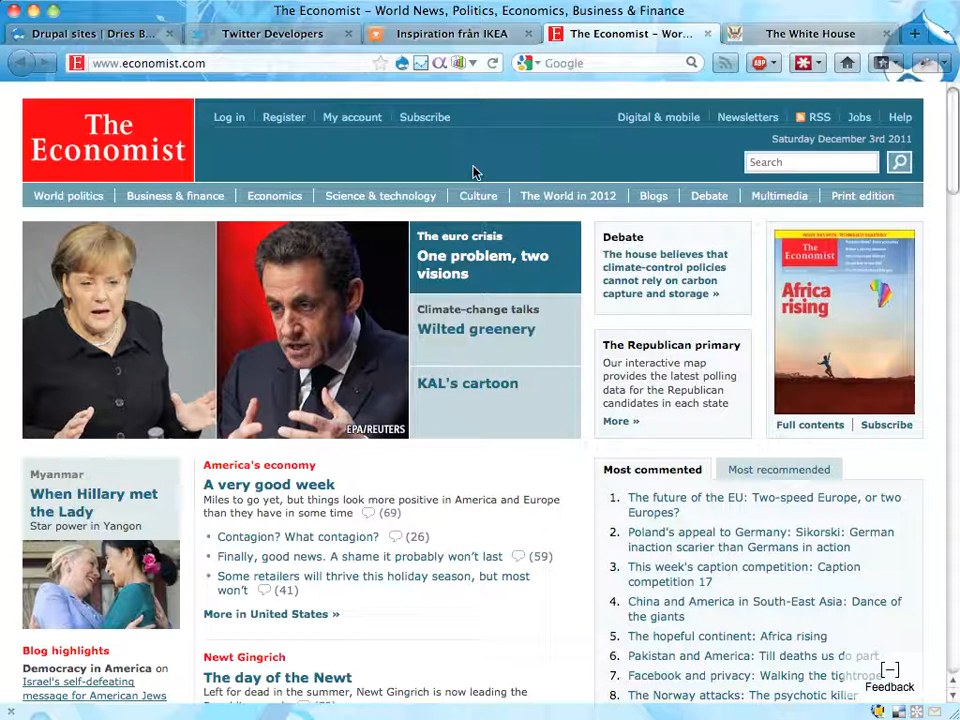 The Economist – World News, Politics, Economics, Business & Finance
Drupal sites | Dries B...
Twitter Developers
Inspiration från IKEA
The Economist – Wor...
The White House
www.economist.com
Google
The Economist
Log in
Register
My account
Subscribe
Digital & mobile
Newsletters
RSS
Jobs
Help
Saturday December 3rd 2011
Search
World politics
Business & finance
Economics
Science & technology
Culture
The World in 2012
Blogs
Debate
Multimedia
Print edition
The euro crisis
One problem, two
visions
Climate-change talks
Wilted greenery
KAL's cartoon
EPA/REUTERS
Debate
The house believes that
climate-control policies
cannot rely on carbon
capture and storage »
The Republican primary
Our interactive map
provides the latest polling
data for the Republican
candidates in each state
More »
The
Economist
Africa
rising
Full contents
Subscribe
Myanmar
When Hillary met
the Lady
Star power in Yangon
Blog highlights
Democracy in America on
Israel's self-defeating
message for American Jews
America's economy
A very good week
Miles to go yet, but things look more positive in America and Europe
than they have in some time (69)
Contagion? What contagion? (26)
Finally, good news. A shame it probably won't last (59)
Some retailers will thrive this holiday season, but most
won't (41)
More in United States »
Newt Gingrich
The day of the Newt
Left for dead in the summer, Newt Gingrich is now leading the
Most commented
Most recommended
1. The future of the EU: Two-speed Europe, or two
Europes?
2. Poland's appeal to Germany: Sikorski: German
inaction scarier than Germans in action
3. This week's caption competition: Caption
competition 17
4. China and America in South-East Asia: Dance of
the giants
5. The hopeful continent: Africa rising
6. Pakistan and America: Till deaths us do part
7. Facebook and privacy: Walking the tightrope
8. The Norway attacks: The psychotic killer
[–]
Feedback